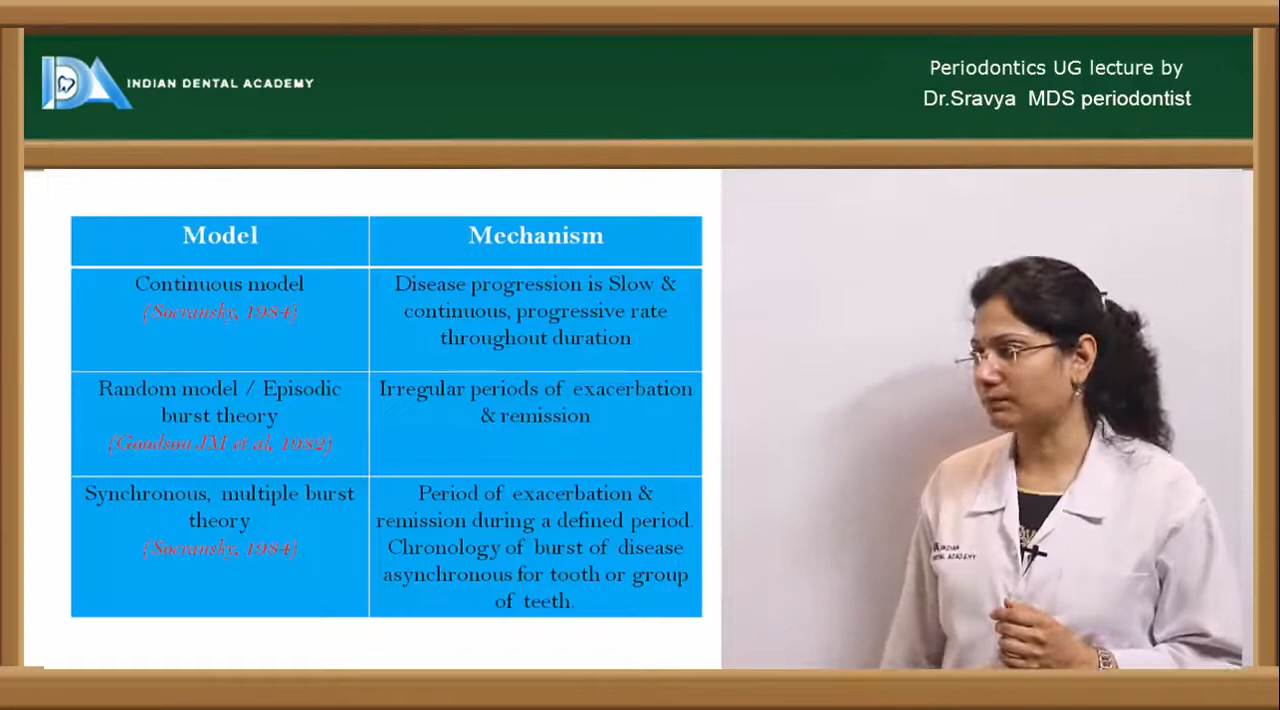 INDIAN DENTAL ACADEMY
Periodontics UG lecture by
Dr.Sravya MDS periodontist
Model
Mechanism
Continuous model
(Socransky, 1984)
Disease progression is Slow &
continuous, progressive rate
throughout duration
Random model / Episodic
burst theory
(Goodson JM et al, 1982)
Irregular periods of exacerbation
& remission
Synchronous, multiple burst
theory
(Socransky, 1984)
Period of exacerbation &
remission during a defined period.
Chronology of burst of disease
asynchronous for tooth or group
of teeth.
INDIAN
DENTAL ACADEMY